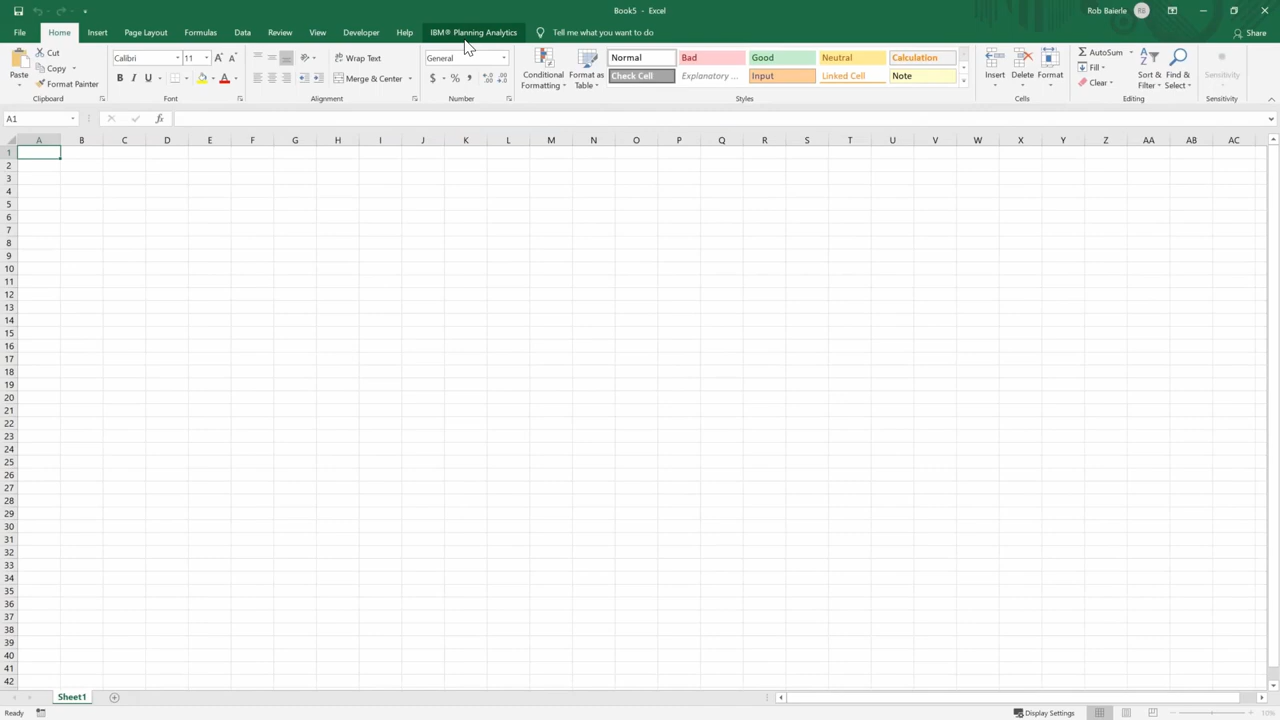 Book5 - Excel
Rob Baierle
RB
File Home Insert Page Layout Formulas Data Review View Developer Help IBM® Planning Analytics Tell me what you want to do Share
Paste
Cut
Copy
Format Painter
Clipboard
Calibri 11
B I U
Font
Wrap Text
Merge & Center
Alignment
General
$ % ,
Number
Conditional Formatting
Format as Table
Normal Bad Good Neutral Calculation
Check Cell Explanatory ... Input Linked Cell Note
Styles
Insert Delete Format
Cells
AutoSum
Fill
Clear
Sort & Filter
Find & Select
Editing
Sensitivity
Sensitivity
A1 fx
A B C D E F G H I J K L M N O P Q R S T U V W X Y Z AA AB AC
1
2
3
4
5
6
7
8
9
10
11
12
13
14
15
16
17
18
19
20
21
22
23
24
25
26
27
28
29
30
31
32
33
34
35
36
37
38
39
40
41
42
Sheet1
Ready Display Settings 10%